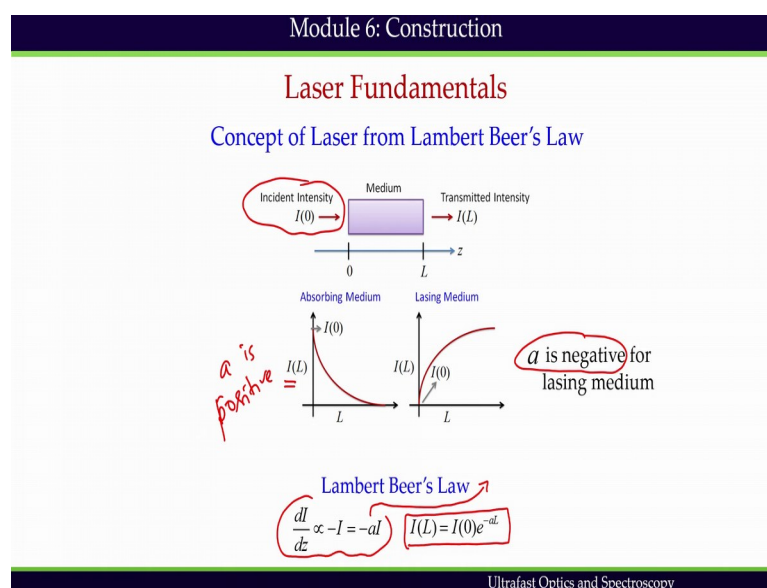 Module 6: Construction
Laser Fundamentals
Concept of Laser from Lambert Beer's Law
Incident Intensity
I(0)
Medium
Transmitted Intensity
I(L)
z
0
L
Absorbing Medium
I(0)
I(L)
L
a is
positive =
Lasing Medium
I(L)
I(0)
L
a is negative for
lasing medium
Lambert Beer's Law
dI/dz ∝ -I = -aI
I(L) = I(0)e^{-aL}
Ultrafast Optics and Spectroscopy